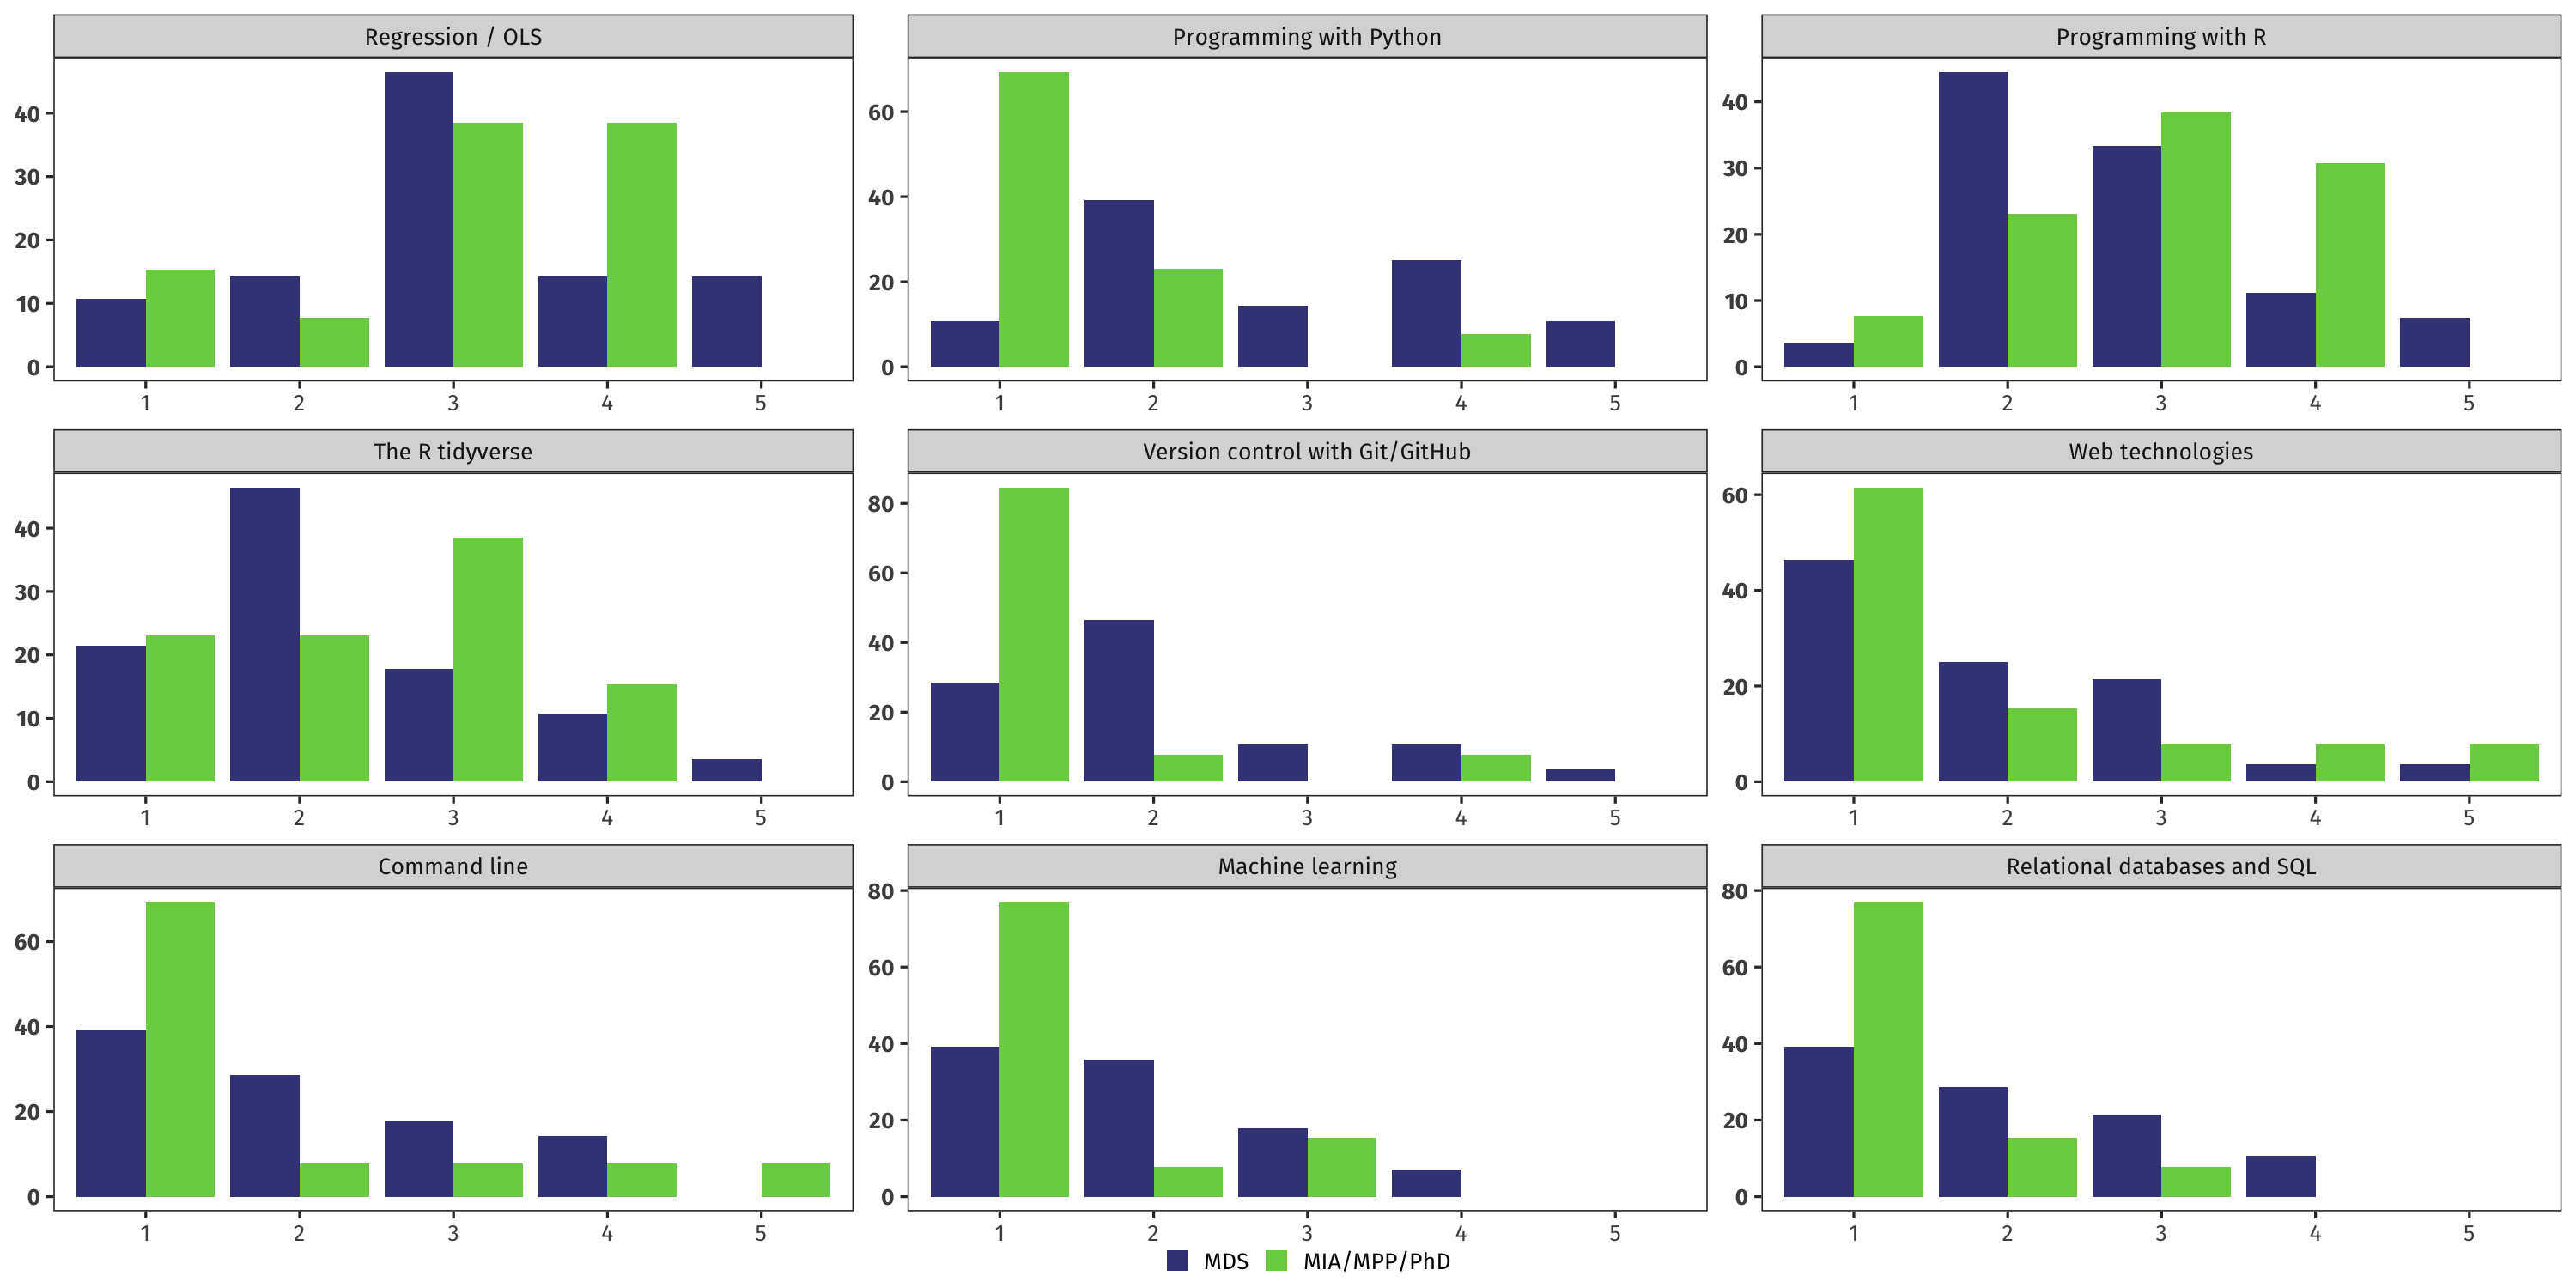 Regression / OLS
Programming with Python
Programming with R
40
30
20
10
0
1 2 3 4 5
60
40
20
0
1 2 3 4 5
40
30
20
10
0
1 2 3 4 5
The R tidyverse
Version control with Git/GitHub
Web technologies
40
30
20
10
0
1 2 3 4 5
80
60
40
20
0
1 2 3 4 5
60
40
20
0
1 2 3 4 5
Command line
Machine learning
Relational databases and SQL
60
40
20
0
1 2 3 4 5
80
60
40
20
0
1 2 3 4 5
80
60
40
20
0
1 2 3 4 5
MDS MIA/MPP/PhD